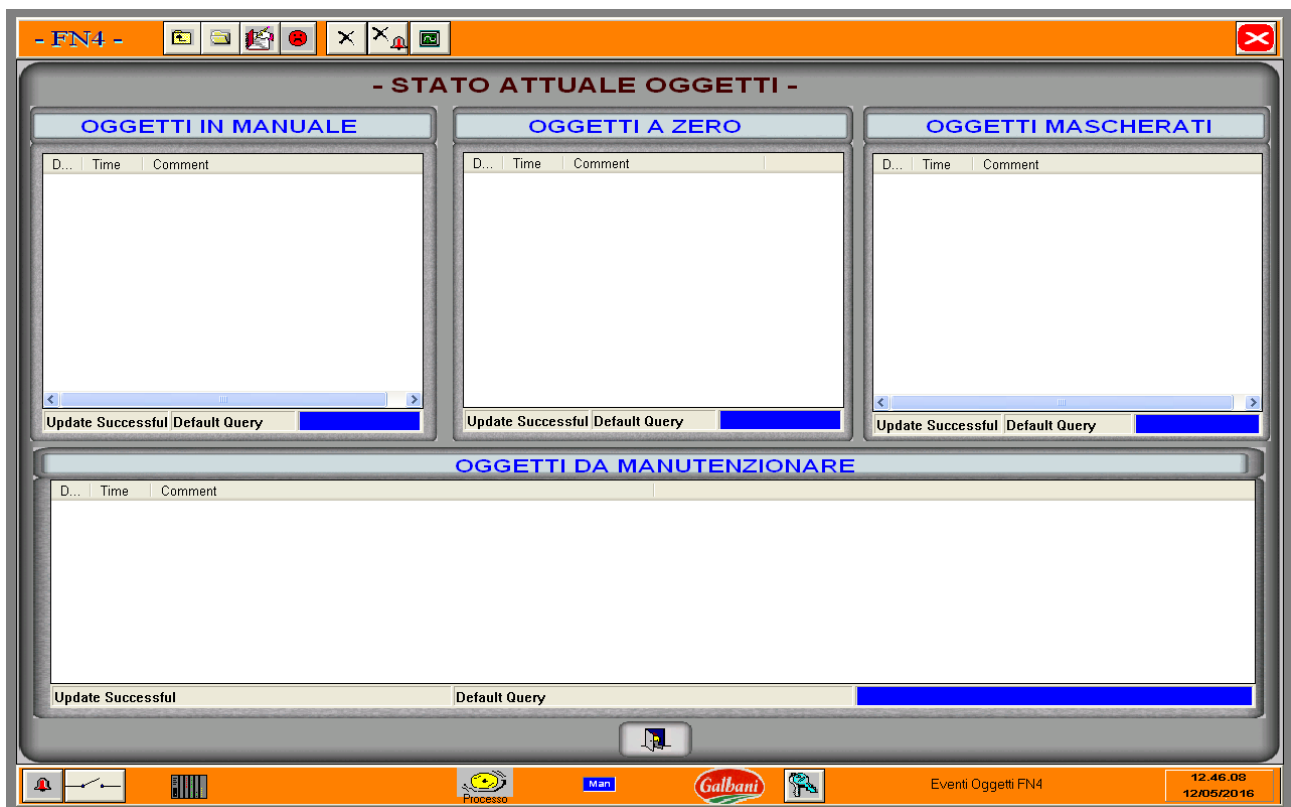 - FN4 -
- STATO ATTUALE OGGETTI -
OGGETTI IN MANUALE
D... Time Comment
Update Successful Default Query
OGGETTI A ZERO
D... Time Comment
Update Successful Default Query
OGGETTI MASCHERATI
D... Time Comment
Update Successful Default Query
OGGETTI DA MANUTENZIONARE
D... Time Comment
Update Successful Default Query
Processo
Man
Galbani
Eventi Oggetti FN4
12.46.08
12/05/2016